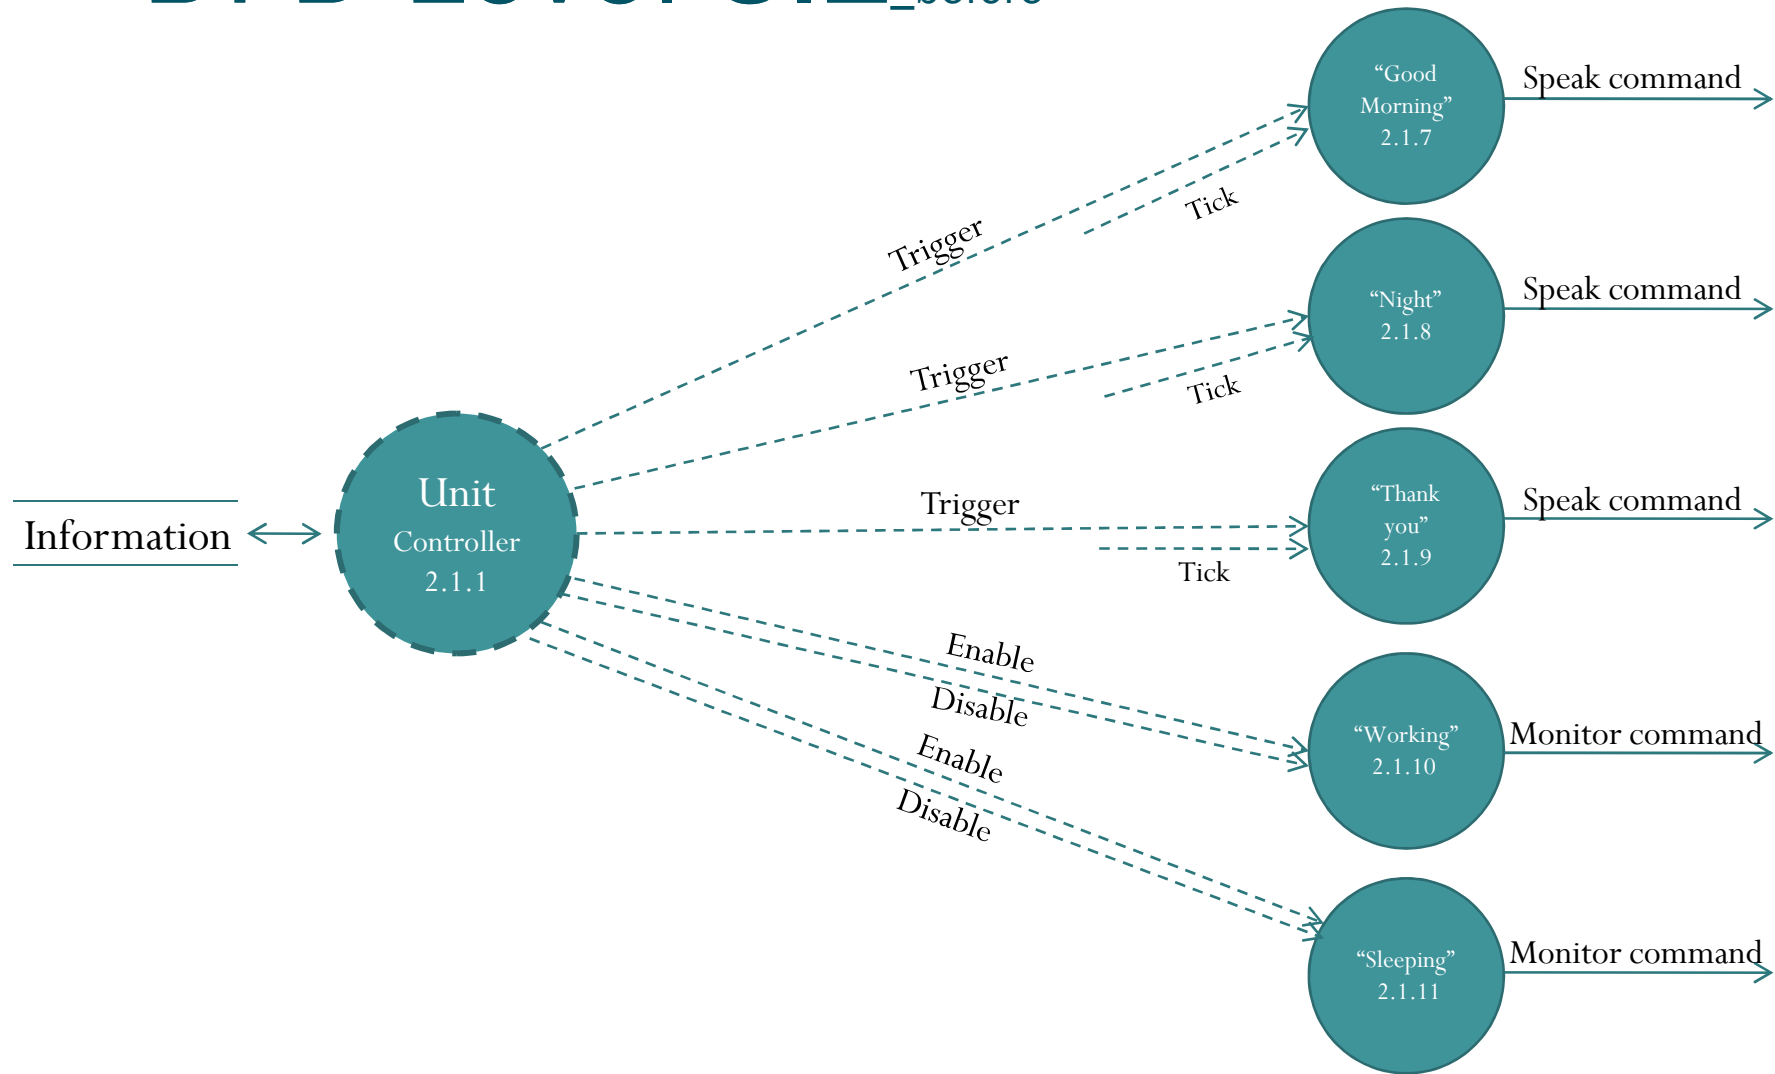 “Good
Morning”
2.1.7
Speak command
Tick
Trigger
“Night”
2.1.8
Speak command
Trigger
Tick
Information
Unit
Controller
2.1.1
Trigger
Tick
“Thank
you”
2.1.9
Speak command
Enable
Disable
“Working”
2.1.10
Monitor command
Enable
Disable
“Sleeping”
2.1.11
Monitor command